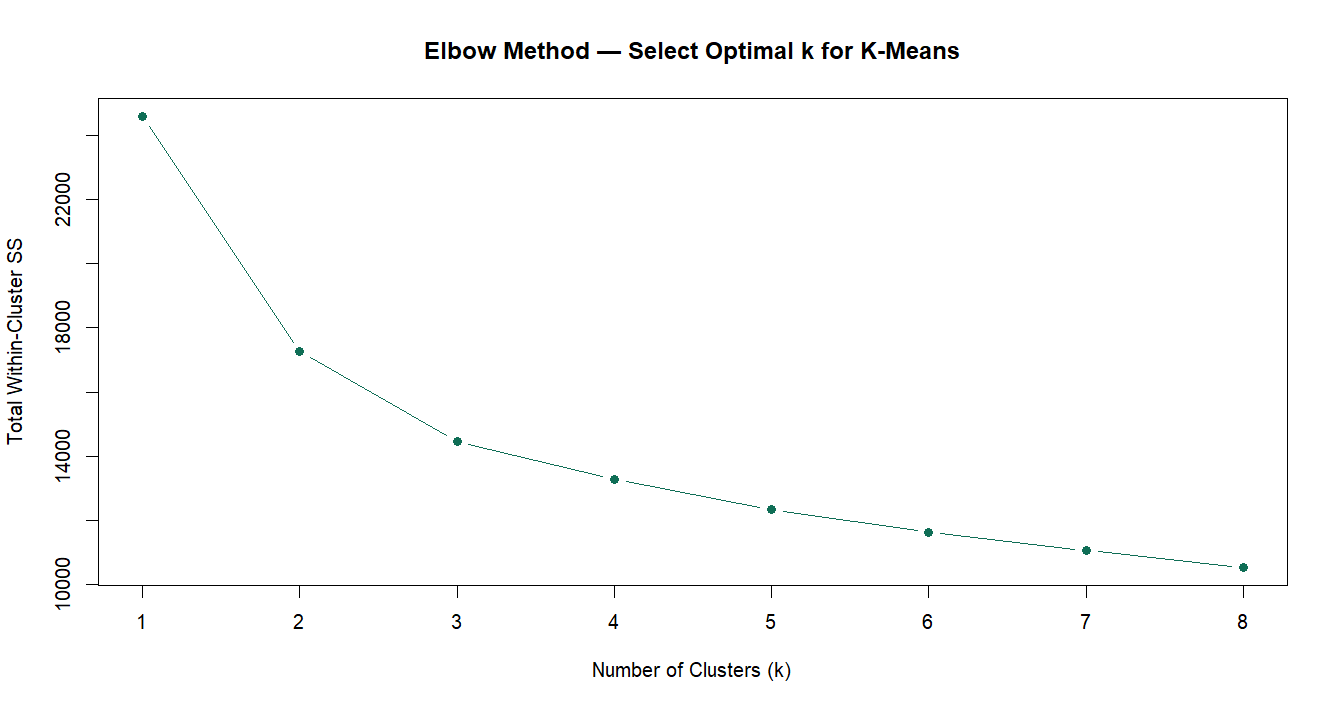 Elbow Method — Select Optimal k for K-Means
Total Within-Cluster SS
22000
18000
14000
10000
1 2 3 4 5 6 7 8
Number of Clusters (k)